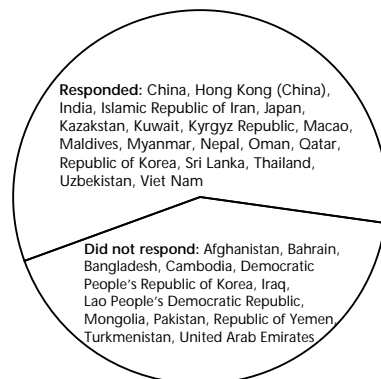 Responded: China, Hong Kong (China),
India, Islamic Republic of Iran, Japan,
Kazakstan, Kuwait, Kyrgyz Republic, Macao,
Maldives, Myanmar, Nepal, Oman, Qatar,
Republic of Korea, Sri Lanka, Thailand,
Uzbekistan, Viet Nam
Did not respond: Afghanistan, Bahrain,
Bangladesh, Cambodia, Democratic
People's Republic of Korea, Iraq,
Lao People's Democratic Republic,
Mongolia, Pakistan, Republic of Yemen,
Turkmenistan, United Arab Emirates